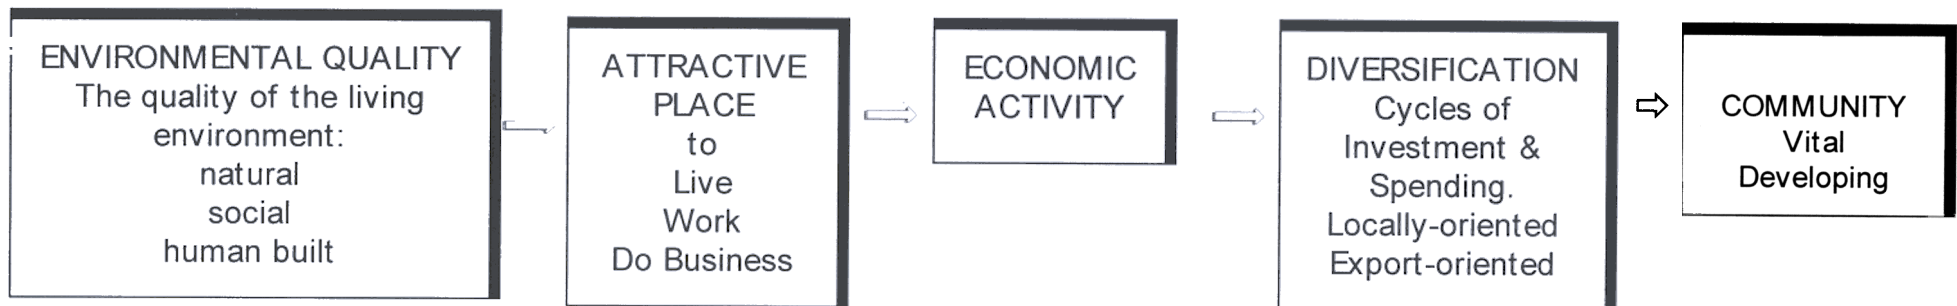 ENVIRONMENTAL QUALITY
The quality of the living
environment:
natural
social
human built
ATTRACTIVE
PLACE
to
Live
Work
Do Business
ECONOMIC
ACTIVITY
DIVERSIFICATION
Cycles of
Investment &
Spending.
Locally-oriented
Export-oriented
COMMUNITY
Vital
Developing